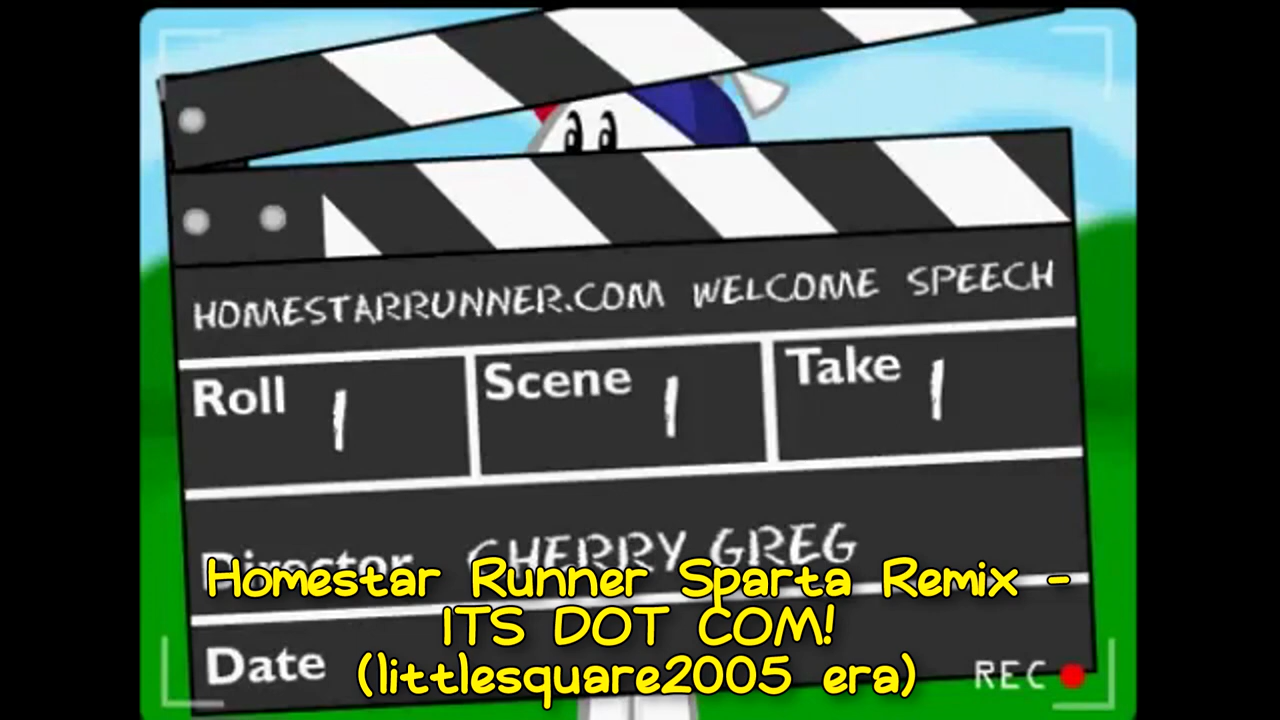 HOMESTARRUNNER.COM WELCOME SPEECH
Roll 1 Scene 1 Take 1
Director CHERRY GREG
Homestar Runner Sparta Remix -
ITS DOT COM!
Date
(littlesquare2005 era)
REC